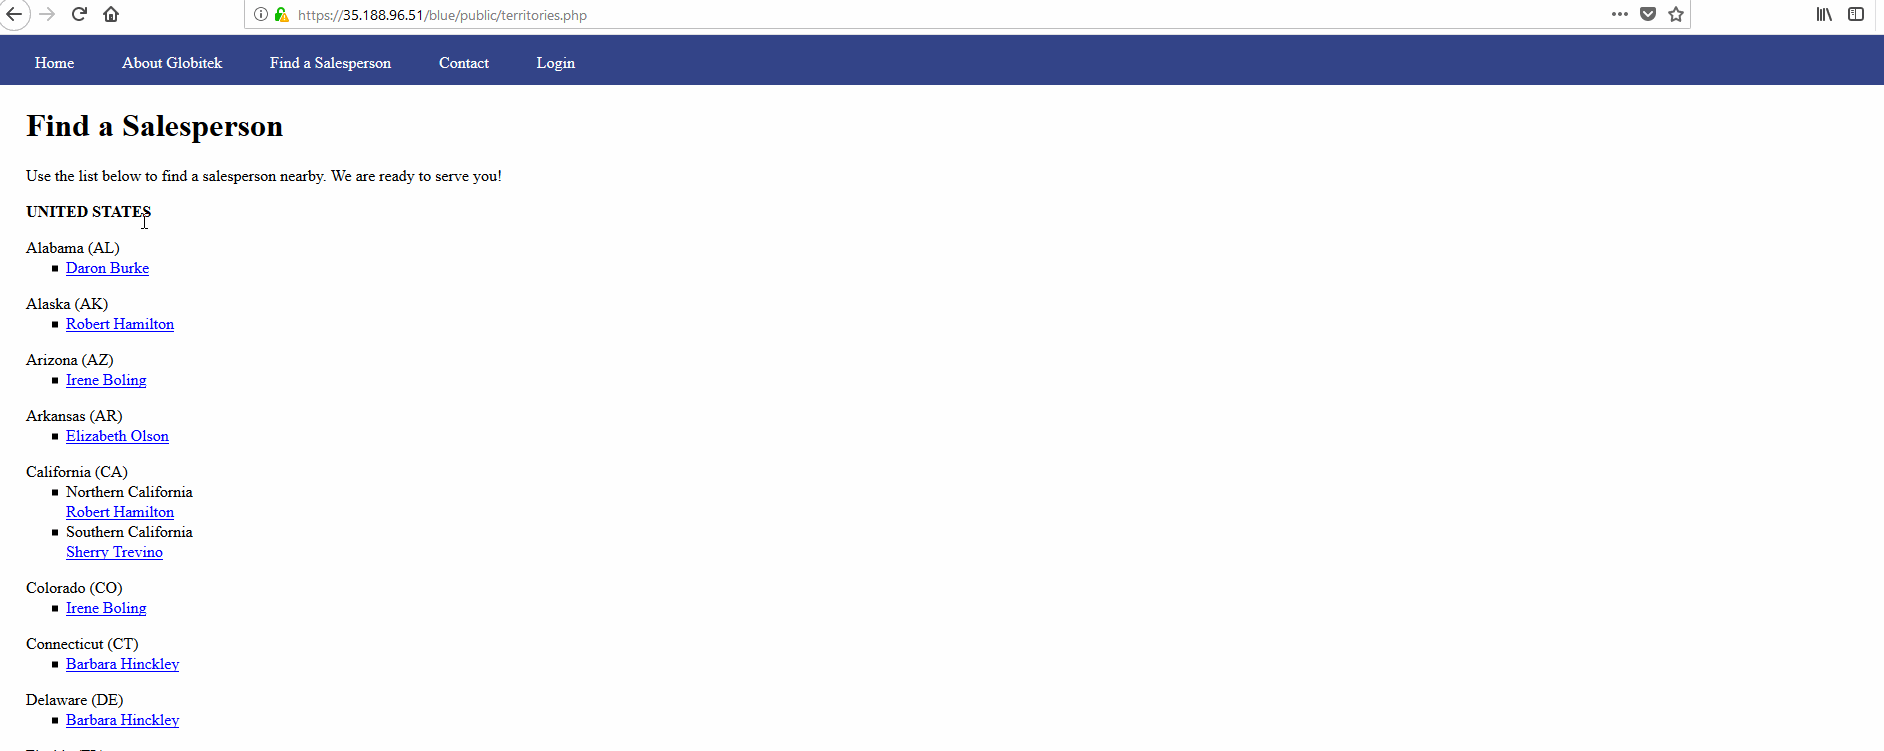 https://35.188.96.51/blue/public/territories.php
Home About Globitek Find a Salesperson Contact Login
Find a Salesperson
Use the list below to find a salesperson nearby. We are ready to serve you!
UNITED STATES
Alabama (AL)
Daron Burke
Alaska (AK)
Robert Hamilton
Arizona (AZ)
Irene Boling
Arkansas (AR)
Elizabeth Olson
California (CA)
Northern California
Robert Hamilton
Southern California
Sherry Trevino
Colorado (CO)
Irene Boling
Connecticut (CT)
Barbara Hinckley
Delaware (DE)
Barbara Hinckley